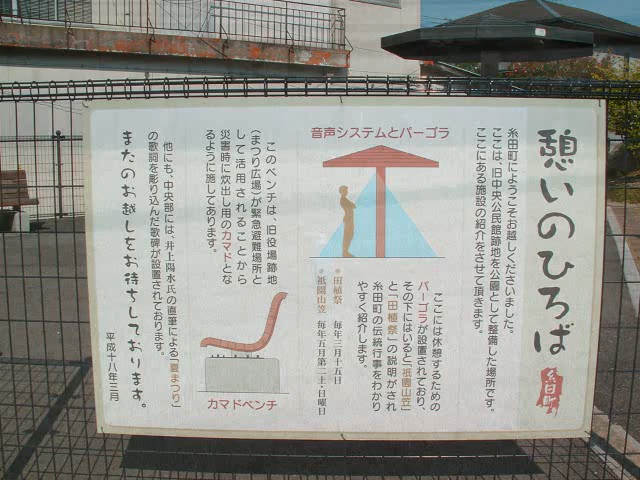 憩いのひろば
糸田町
糸田町にようこそお越しくださいました。
ここは、旧中央公民館跡地を公園として整備した場所です。
ここにある施設の紹介をさせて頂きます。
音声システムとパーゴラ
ここには休憩するための
パーゴラが設置されており、
その下にはいると「祇園山笠」
と「田植祭」の説明がされ
糸田町の伝統行事をわかり
やすく紹介します。
●田植祭 毎年三月十五日
●祇園山笠 毎年五月第二土・日曜日
このベンチは、旧役場跡地
(まつり広場)が緊急避難場所と
して活用されることから
災害時に炊出し用のカマドとな
るように施してあります。
カマドベンチ
他にも、中央部には、井上陽水氏の直筆による「夏まつり」
の歌詞を彫り込んだ歌碑が設置されております。
またのお越しをお待ちしております。
平成十八年三月